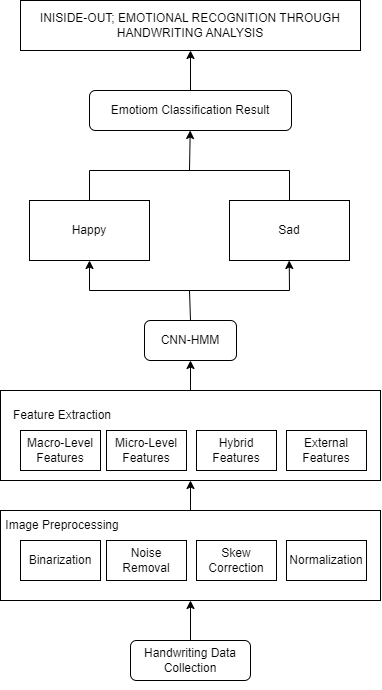 INISIDE-OUT; EMOTIONAL RECOGNITION THROUGH
HANDWRITING ANALYSIS
Emotiom Classification Result
Happy
Sad
CNN-HMM
Feature Extraction
Macro-Level
Features
Micro-Level
Features
Hybrid
Features
External
Features
Image Preprocessing
Binarization
Noise
Removal
Skew
Correction
Normalization
Handwriting Data
Collection